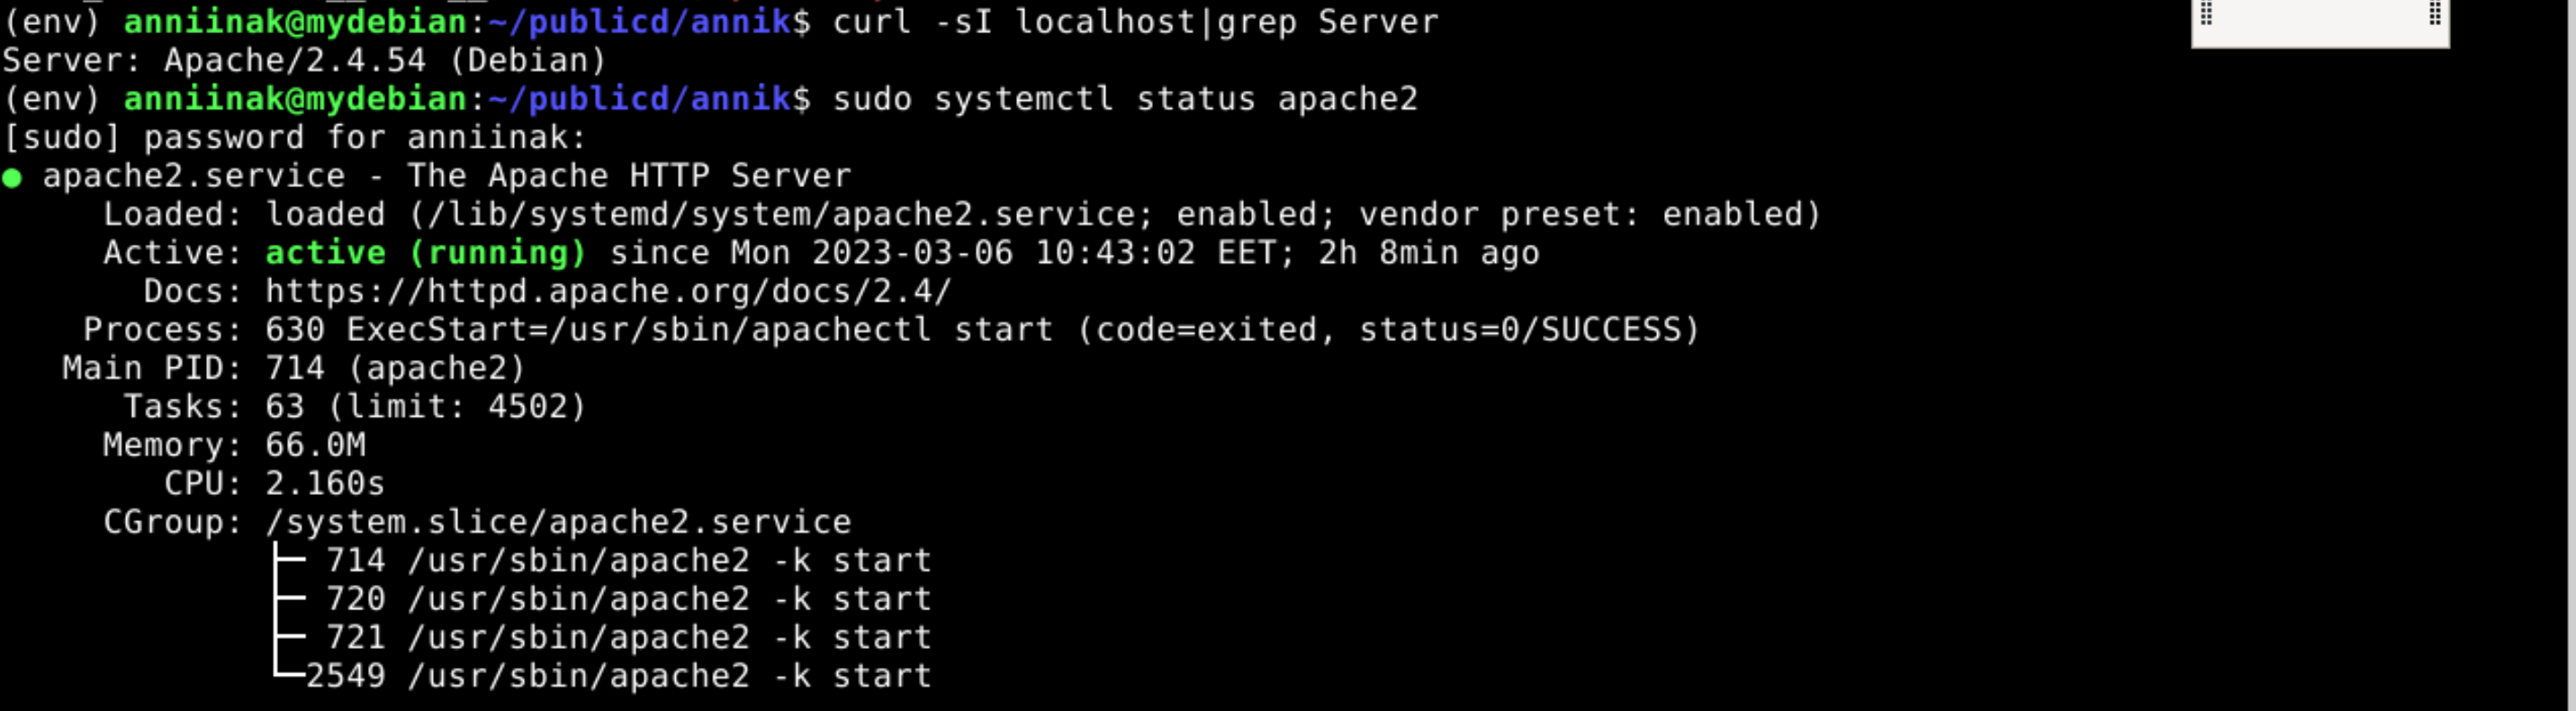 (env) anniinak@mydebian:~/publicd/annik$ curl -sI localhost|grep Server
Server: Apache/2.4.54 (Debian)
(env) anniinak@mydebian:~/publicd/annik$ sudo systemctl status apache2
[sudo] password for anniinak:
● apache2.service - The Apache HTTP Server
Loaded: loaded (/lib/systemd/system/apache2.service; enabled; vendor preset: enabled)
Active: active (running) since Mon 2023-03-06 10:43:02 EET; 2h 8min ago
Docs: https://httpd.apache.org/docs/2.4/
Process: 630 ExecStart=/usr/sbin/apachectl start (code=exited, status=0/SUCCESS)
Main PID: 714 (apache2)
Tasks: 63 (limit: 4502)
Memory: 66.0M
CPU: 2.160s
CGroup: /system.slice/apache2.service
├─ 714 /usr/sbin/apache2 -k start
├─ 720 /usr/sbin/apache2 -k start
├─ 721 /usr/sbin/apache2 -k start
└─2549 /usr/sbin/apache2 -k start